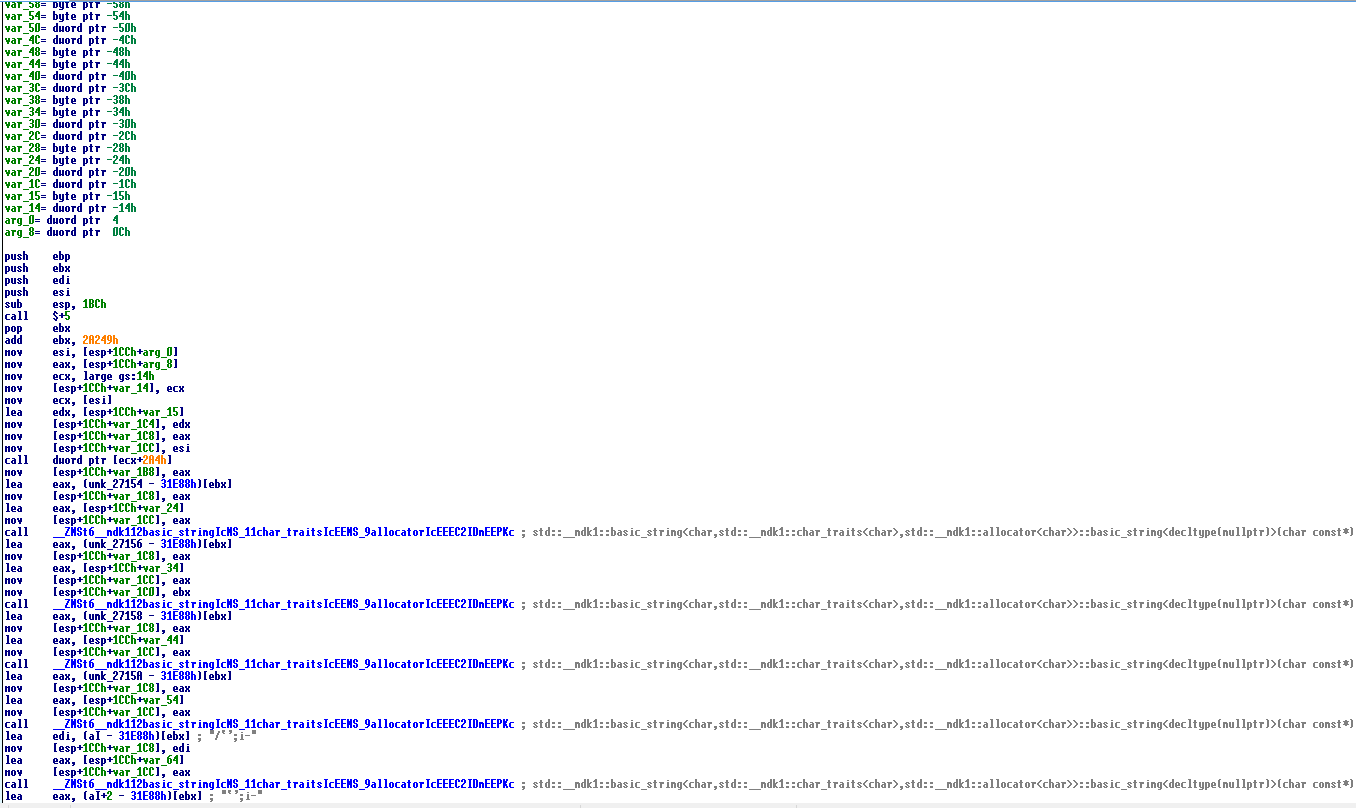 var_58= byte ptr -58h
var_54= byte ptr -54h
var_50= dword ptr -50h
var_4C= dword ptr -4Ch
var_48= byte ptr -48h
var_44= byte ptr -44h
var_40= dword ptr -40h
var_3C= dword ptr -3Ch
var_38= byte ptr -38h
var_34= byte ptr -34h
var_30= dword ptr -30h
var_2C= dword ptr -2Ch
var_28= byte ptr -28h
var_24= byte ptr -24h
var_20= dword ptr -20h
var_1C= dword ptr -1Ch
var_15= byte ptr -15h
var_14= dword ptr -14h
arg_0= dword ptr  4
arg_8= dword ptr  0Ch
push    ebp
push    ebx
push    edi
push    esi
sub     esp, 1BCh
call    $+5
pop     ebx
add     ebx, 2A249h
mov     esi, [esp+1CCh+arg_0]
mov     eax, [esp+1CCh+arg_8]
mov     ecx, large gs:14h
mov     [esp+1CCh+var_14], ecx
mov     ecx, [esi]
lea     edx, [esp+1CCh+var_15]
mov     [esp+1CCh+var_1C4], edx
mov     [esp+1CCh+var_1C8], eax
mov     [esp+1CCh+var_1CC], esi
call    dword ptr [ecx+2A4h]
mov     [esp+1CCh+var_1B8], eax
lea     eax, (unk_27154 - 31E88h)[ebx]
mov     [esp+1CCh+var_1C8], eax
lea     eax, [esp+1CCh+var_24]
mov     [esp+1CCh+var_1CC], eax
call    __ZNSt6__ndk112basic_stringIcNS_11char_traitsIcEENS_9allocatorIcEEEC2IDnEEPKc ; std::__ndk1::basic_string<char,std::__ndk1::char_traits<char>,std::__ndk1::allocator<char>>::basic_string<decltype(nullptr)>(char const*)
lea     eax, (unk_27156 - 31E88h)[ebx]
mov     [esp+1CCh+var_1C8], eax
lea     eax, [esp+1CCh+var_34]
mov     [esp+1CCh+var_1CC], eax
mov     [esp+1CCh+var_1C0], ebx
call    __ZNSt6__ndk112basic_stringIcNS_11char_traitsIcEENS_9allocatorIcEEEC2IDnEEPKc ; std::__ndk1::basic_string<char,std::__ndk1::char_traits<char>,std::__ndk1::allocator<char>>::basic_string<decltype(nullptr)>(char const*)
lea     eax, (unk_27158 - 31E88h)[ebx]
mov     [esp+1CCh+var_1C8], eax
lea     eax, [esp+1CCh+var_44]
mov     [esp+1CCh+var_1CC], eax
call    __ZNSt6__ndk112basic_stringIcNS_11char_traitsIcEENS_9allocatorIcEEEC2IDnEEPKc ; std::__ndk1::basic_string<char,std::__ndk1::char_traits<char>,std::__ndk1::allocator<char>>::basic_string<decltype(nullptr)>(char const*)
lea     eax, (unk_2715A - 31E88h)[ebx]
mov     [esp+1CCh+var_1C8], eax
lea     eax, [esp+1CCh+var_54]
mov     [esp+1CCh+var_1CC], eax
call    __ZNSt6__ndk112basic_stringIcNS_11char_traitsIcEENS_9allocatorIcEEEC2IDnEEPKc ; std::__ndk1::basic_string<char,std::__ndk1::char_traits<char>,std::__ndk1::allocator<char>>::basic_string<decltype(nullptr)>(char const*)
lea     edi, (aI - 31E88h)[ebx] ;
mov     [esp+1CCh+var_1C8], edi
lea     eax, [esp+1CCh+var_64]
mov     [esp+1CCh+var_1CC], eax
call    __ZNSt6__ndk112basic_stringIcNS_11char_traitsIcEENS_9allocatorIcEEEC2IDnEEPKc ; std::__ndk1::basic_string<char,std::__ndk1::char_traits<char>,std::__ndk1::allocator<char>>::basic_string<decltype(nullptr)>(char const*)
lea     eax, (aI+2 - 31E88h)[ebx] ;